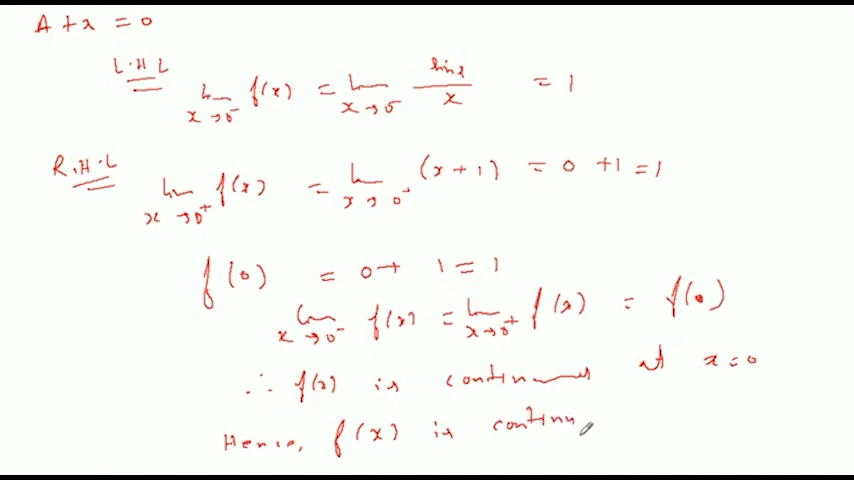 At x = 0
L.H.L
lim x→0⁻ f(x) = lim x→0⁻ sin x / x = 1
R.H.L
lim x→0⁺ f(x) = lim x→0⁺ (x + 1) = 0 + 1 = 1
f(0) = 0 + 1 = 1
lim x→0⁻ f(x) = lim x→0⁺ f(x) = f(0)
∴ f(x) is continuous at x = 0
Hence, f(x) is continu